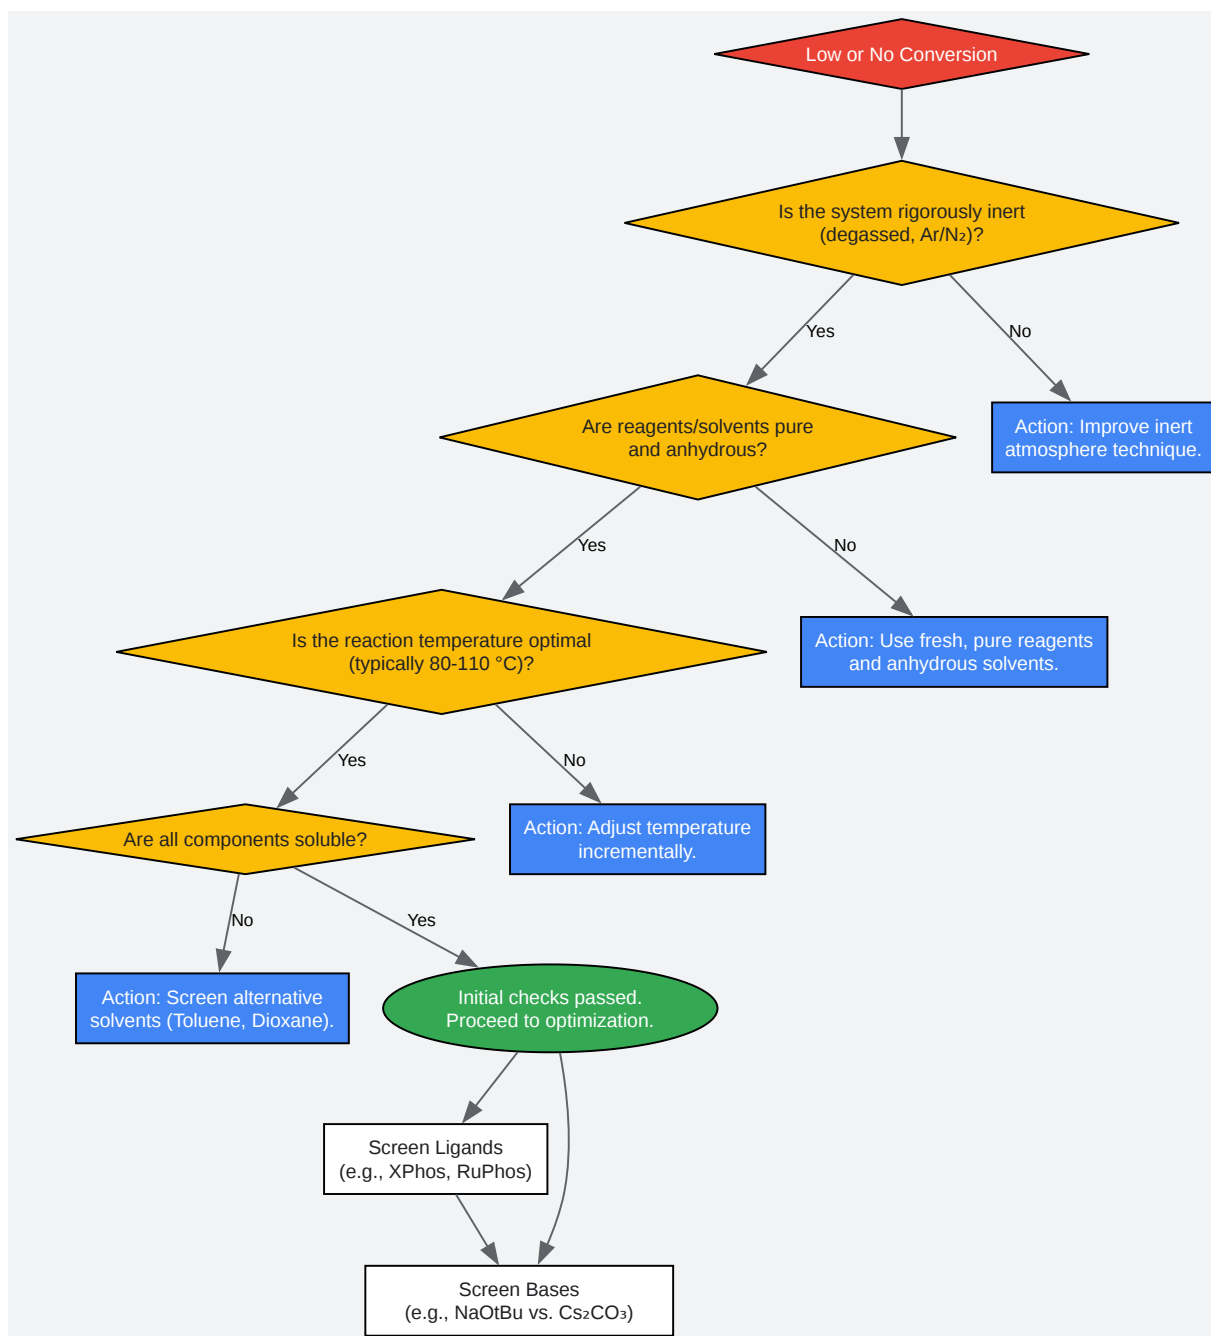 Low or No Conversion
Is the system rigorously inert
(degassed, Ar/N₂)?
Yes
No
Are reagents/solvents pure
and anhydrous?
Action: Improve inert
atmosphere technique.
Yes
No
Is the reaction temperature optimal
(typically 80-110 °C)?
Action: Use fresh, pure reagents
and anhydrous solvents.
Yes
No
Are all components soluble?
Action: Adjust temperature
incrementally.
No
Yes
Action: Screen alternative
solvents (Toluene, Dioxane).
Initial checks passed.
Proceed to optimization.
Screen Ligands
(e.g., XPhos, RuPhos)
Screen Bases
(e.g., NaOtBu vs. Cs₂CO₃)